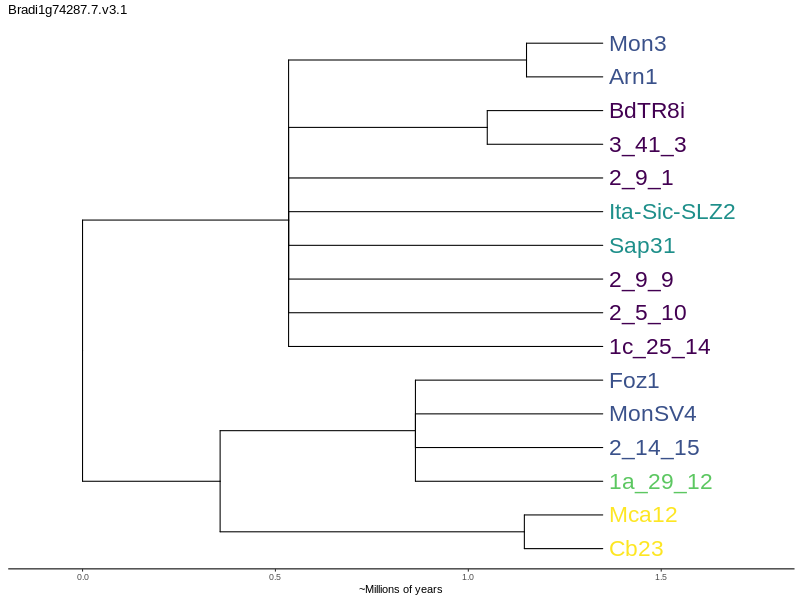 Bradi1g74287.7.v3.1
Mon3
Arn1
BdTR8i
3_41_3
2_9_1
Ita-Sic-SLZ2
Sap31
2_9_9
2_5_10
1c_25_14
Foz1
MonSV4
2_14_15
1a_29_12
Mca12
Cb23
0.0 0.5 1.0 1.5
~Millions of years